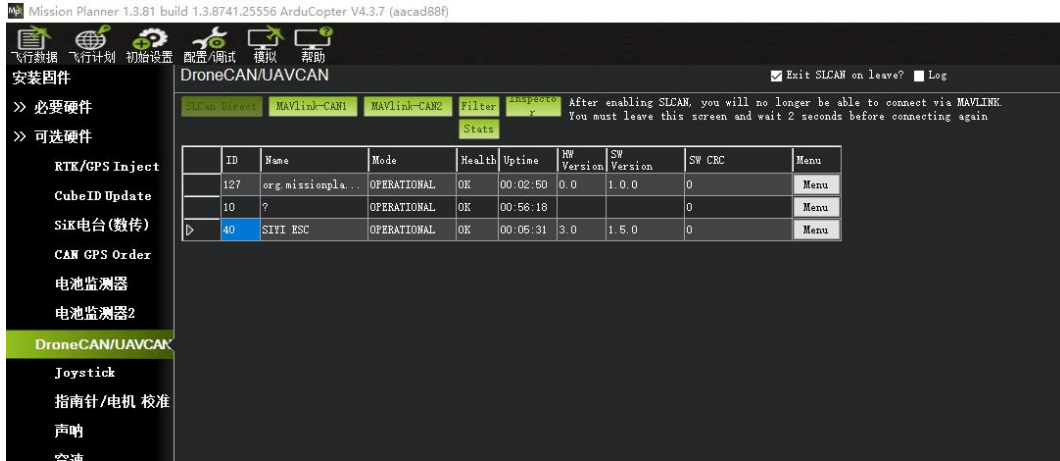 Mission Planner 1.3.81 build 1.3.8741.25556 ArduCopter V4.3.7 (aacad88f)
飞行数据 飞行计划 初始设置 配置/调试 模拟 帮助
安装固件
>> 必要硬件
>> 可选硬件
RTK/GPS Inject
CubeID Update
SiK电台(数传)
CAN GPS Order
电池监测器
电池监测器2
DroneCAN/UAVCAN
Joystick
指南针/电机 校准
声呐
空速
DroneCAN/UAVCAN
Exit SLCAN on leave? Log
SLCan Direct MAVlink-CAN1 MAVlink-CAN2 Filter Inspector
Stats
After enabling SLCAN, you will no longer be able to connect via MAVLINK.
You must leave this screen and wait 2 seconds before connecting again
ID Name Mode Health Uptime HW Version SW Version SW CRC Menu
127 org.missionpla... OPERATIONAL OK 00:02:50 0.0 1.0.0 0 Menu
10 ? OPERATIONAL OK 00:56:18 0 Menu
40 SIYI ESC OPERATIONAL OK 00:05:31 3.0 1.5.0 0 Menu